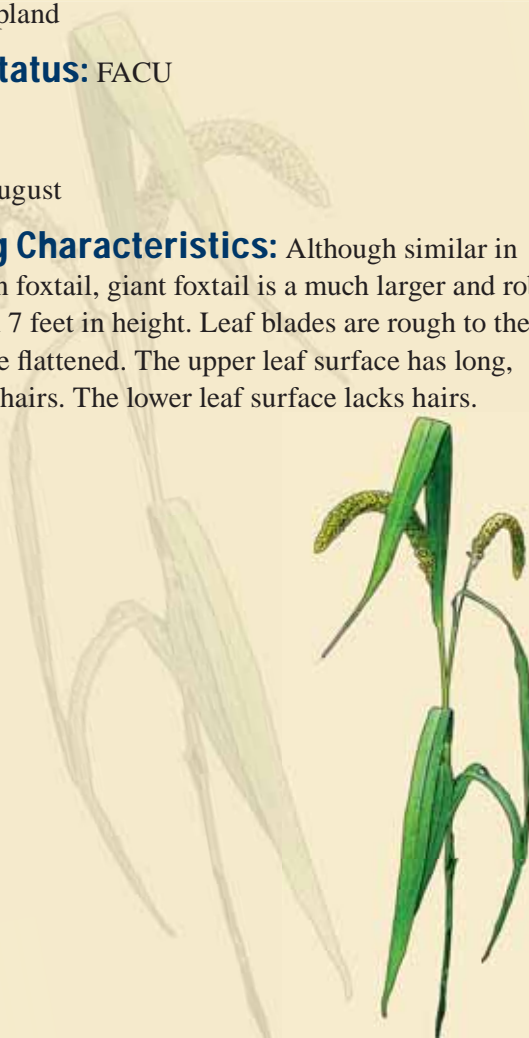 pland
tatus: FACU
ugust
g Characteristics: Although similar in
n foxtail, giant foxtail is a much larger and ro
7 feet in height. Leaf blades are rough to the
e flattened. The upper leaf surface has long,
hairs. The lower leaf surface lacks hairs.